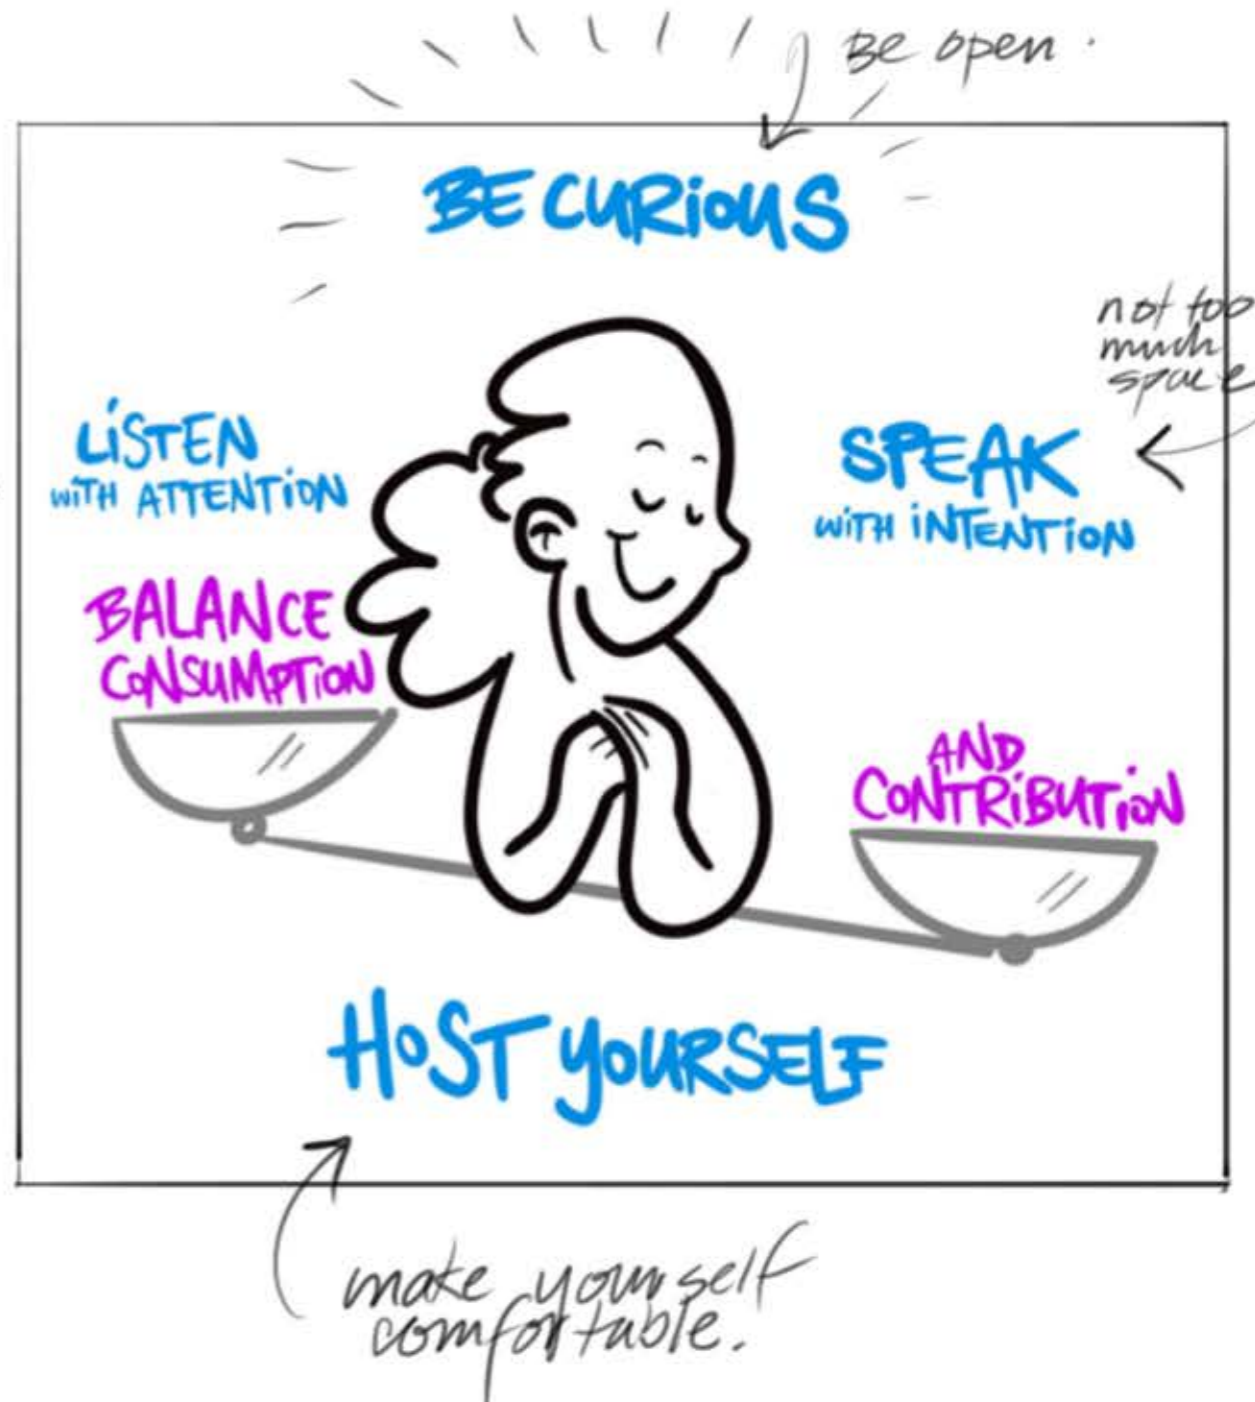 Be open.
BE CURIOUS
not too
much
space
LISTEN
WITH ATTENTION
SPEAK
WITH INTENTION
BALANCE
CONSUMPTION
AND
CONTRIBUTION
HOST YOURSELF
make yourself
comfortable.